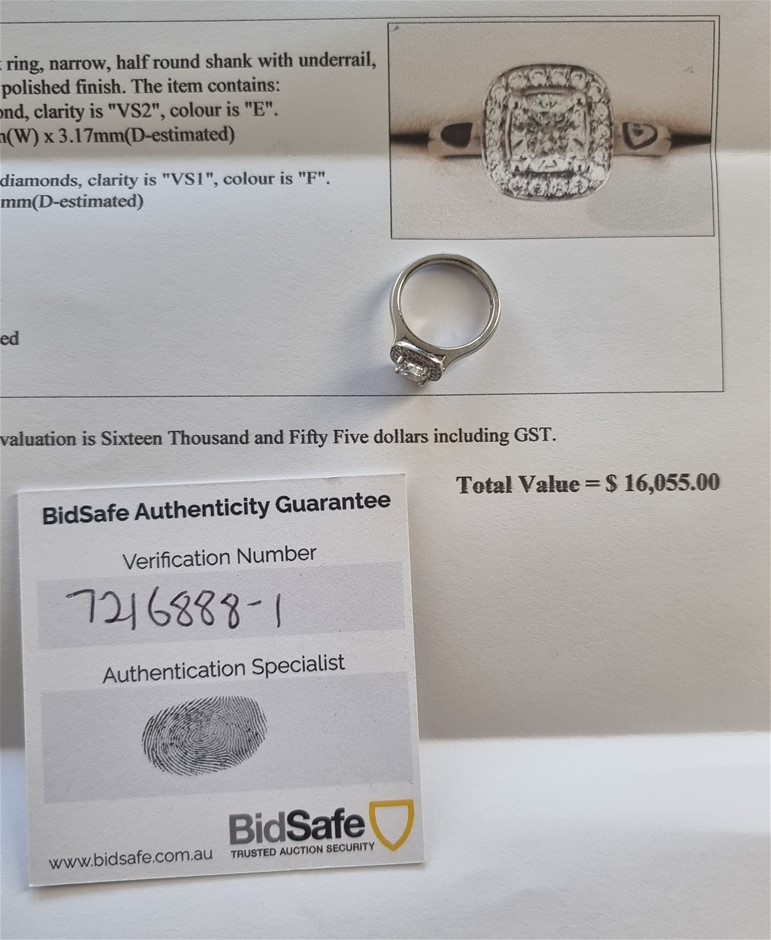 ring, narrow, half round shank with underrail,
polished finish. The item contains:
ond, clarity is "VS2", colour is "E".
n(W) x 3.17mm(D-estimated)
diamonds, clarity is "VS1", colour is "F".
mm(D-estimated)
ed
valuation is Sixteen Thousand and Fifty Five dollars including GST.
Total Value = $ 16,055.00
BidSafe Authenticity Guarantee
Verification Number
7216888-1
Authentication Specialist
BidSafe
TRUSTED AUCTION SECURITY
www.bidsafe.com.au